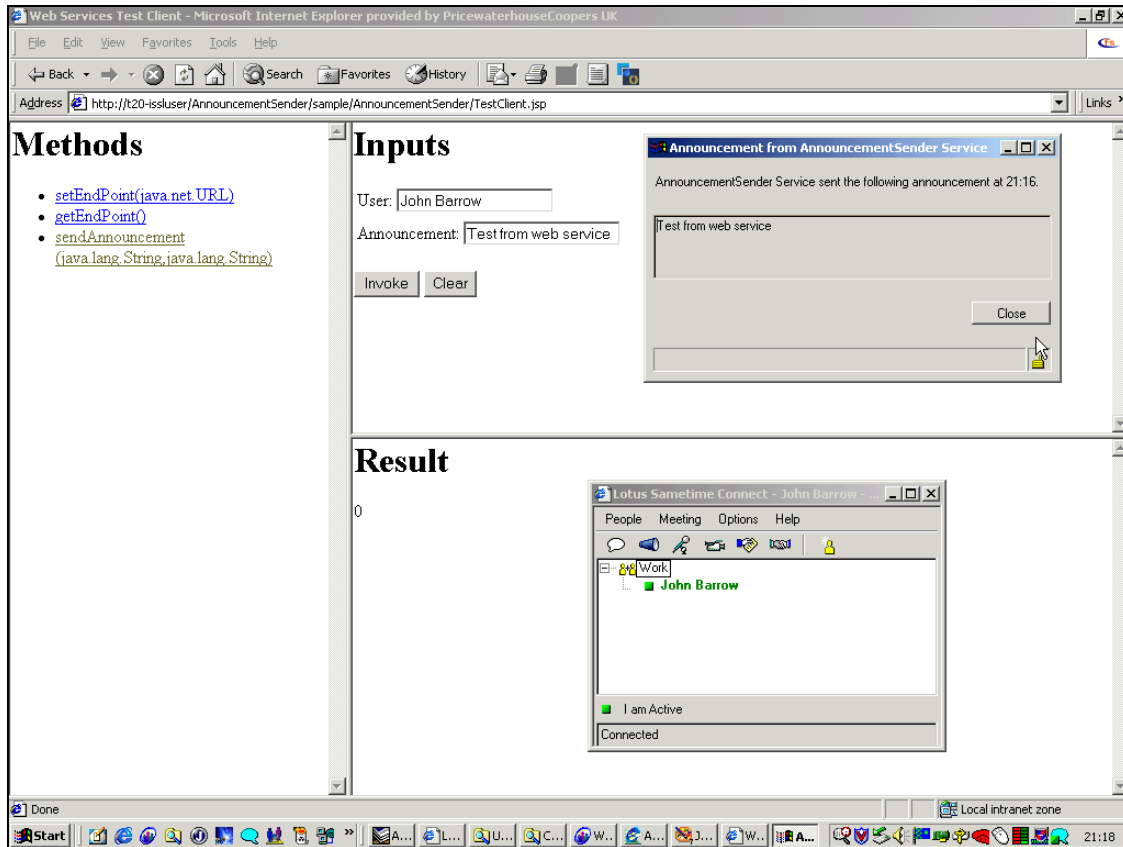 Web Services Test Client - Microsoft Internet Explorer provided by PricewaterhouseCoopers UK
File Edit View Favorites Tools Help
Back Search Favorites History
Address http://t20-issluser/AnnouncementSender/sample/AnnouncementSender/TestClient.jsp Links
Methods
setEndPoint(java.net.URL)
getEndPoint()
sendAnnouncement
(java.lang.String,java.lang.String)
Inputs
User: John Barrow
Announcement: Test from web service
Invoke Clear
Announcement from AnnouncementSender Service
AnnouncementSender Service sent the following announcement at 21:16.
Test from web service
Close
Result
0
Lotus Sametime Connect - John Barrow - ...
People Meeting Options Help
Work
John Barrow
I am Active
Connected
Done Local intranet zone
Start A... L... U... C... W... A... J... W... A... 21:18